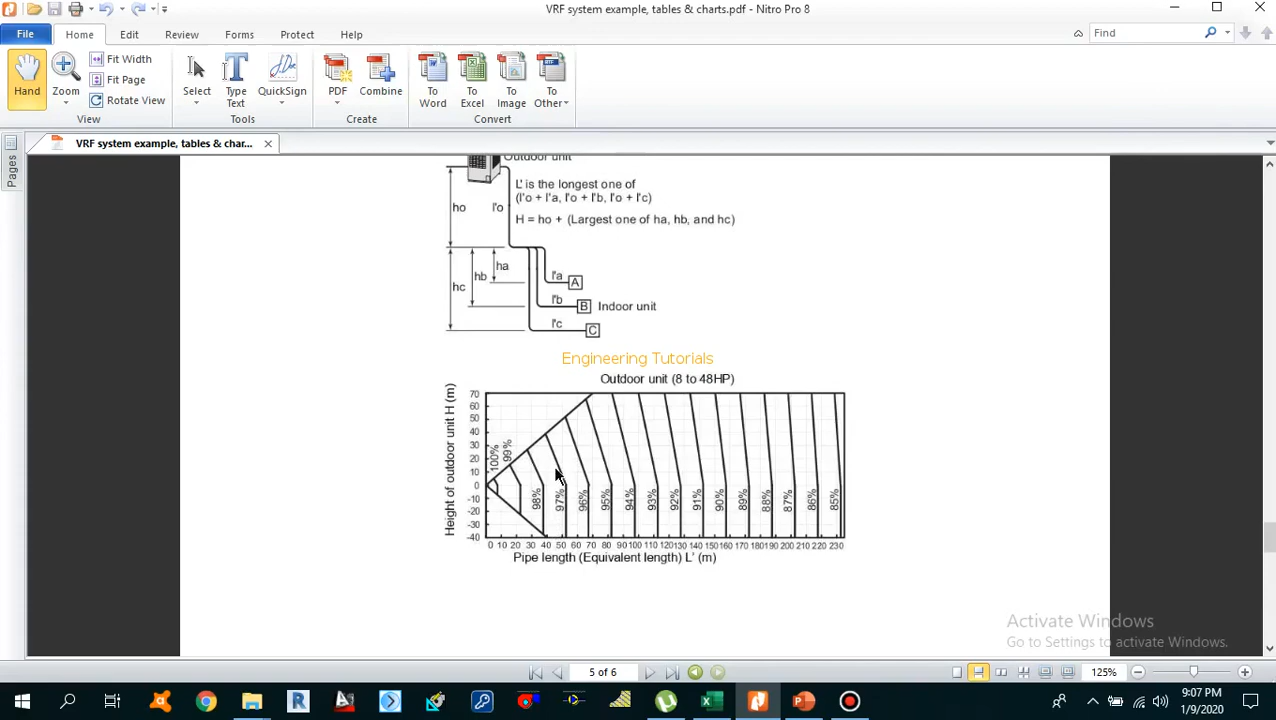 VRF system example, tables & charts.pdf - Nitro Pro 8
File Home Edit Review Forms Protect Help
Find
Hand
Zoom
Fit Width
Fit Page
Rotate View
View
Select
Type Text
QuickSign
Tools
PDF
Combine
Create
To Word
To Excel
To Image
To Other
Convert
VRF system example, tables & char...
Pages
Outdoor unit
L' is the longest one of
(l'o + l'a, l'o + l'b, l'o + l'c)
H = ho + (Largest one of ha, hb, and hc)
ho
l'o
ha
hb
hc
l'a
A
l'b
B
Indoor unit
l'c
C
Engineering Tutorials
Outdoor unit (8 to 48HP)
Height of outdoor unit H (m)
70
60
50
40
30
20
10
0
-10
-20
-30
-40
100% 99% 98% 97% 96% 95% 94% 93% 92% 91% 90% 89% 88% 87% 86% 85%
0 10 20 30 40 50 60 70 80 90 100 110 120 130 140 150 160 170 180 190 200 210 220 230
Pipe length (Equivalent length) L' (m)
Activate Windows
Go to Settings to activate Windows.
5 of 6
125%
9:07 PM
1/9/2020